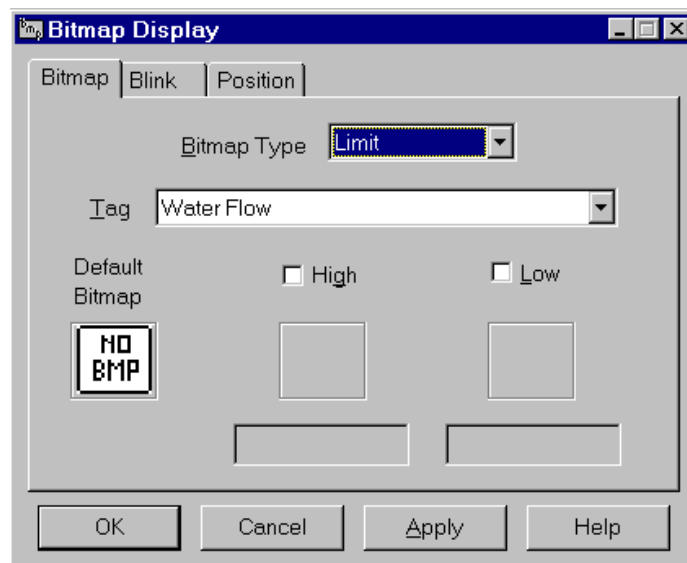 Bmp Bitmap Display
Bitmap Blink Position
Bitmap Type Limit
Tag Water Flow
Default
Bitmap
High
Low
NO
BMP
OK Cancel Apply Help